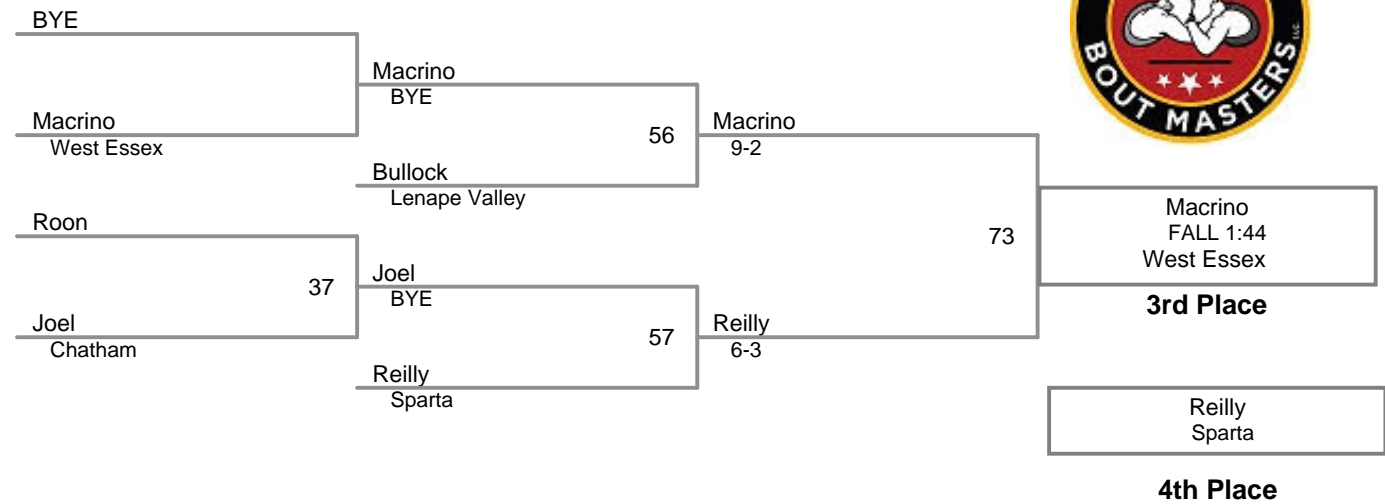 BYE
Macrino
West Essex
Roon
Joel
Chatham
37
Macrino
BYE
Bullock
Lenape Valley
Joel
BYE
Reilly
Sparta
56
57
Macrino
9-2
Reilly
6-3
73
BOUT MASTERS LLC.
Macrino
FALL 1:44
West Essex
3rd Place
Reilly
Sparta
4th Place